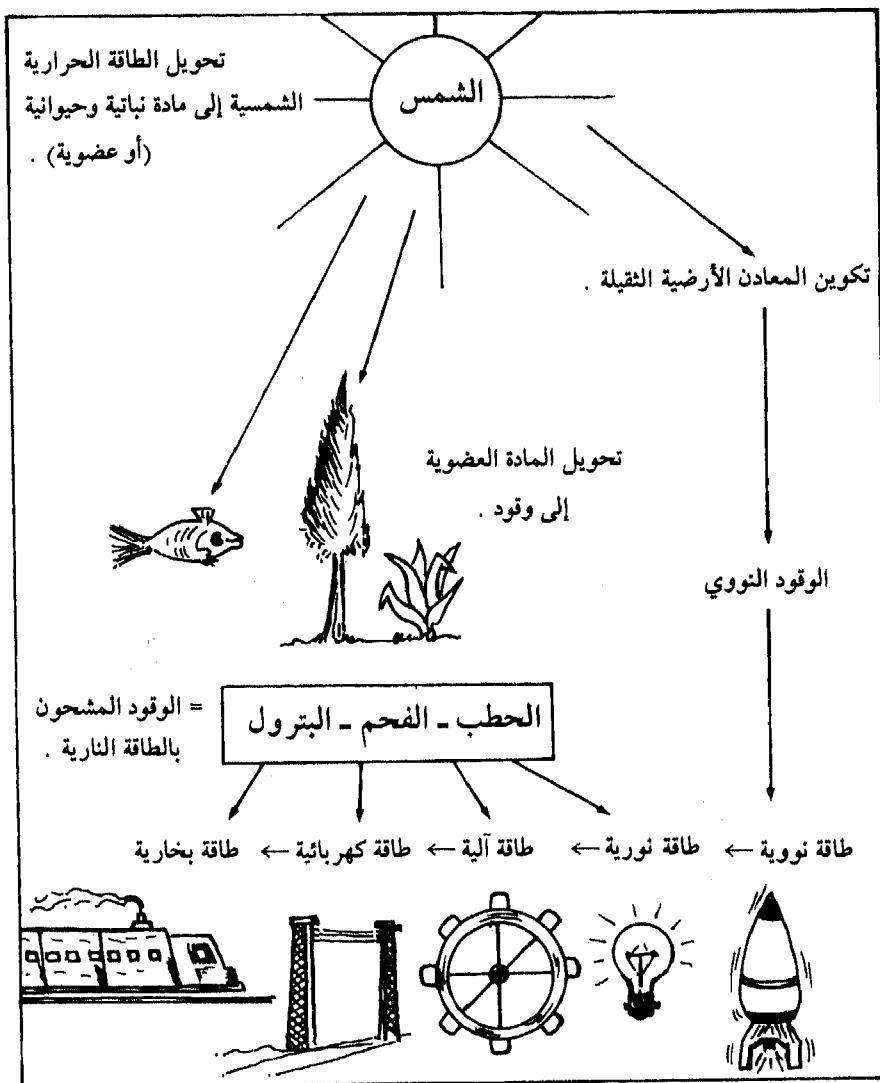 الشمس
تحويل الطاقة الحرارية
الشمسية إلى مادة نباتية وحيوانية
(أو عضوية) .
تكوين المعادن الأرضية الثقيلة .
تحويل المادة العضوية
إلى وقود .
الوقود النووي
الحطب ـ الفحم ـ البترول
= الوقود المشحون
بالطاقة النارية .
طاقة نووية ← طاقة نورية ← طاقة آلية ← طاقة كهربائية ← طاقة بخارية